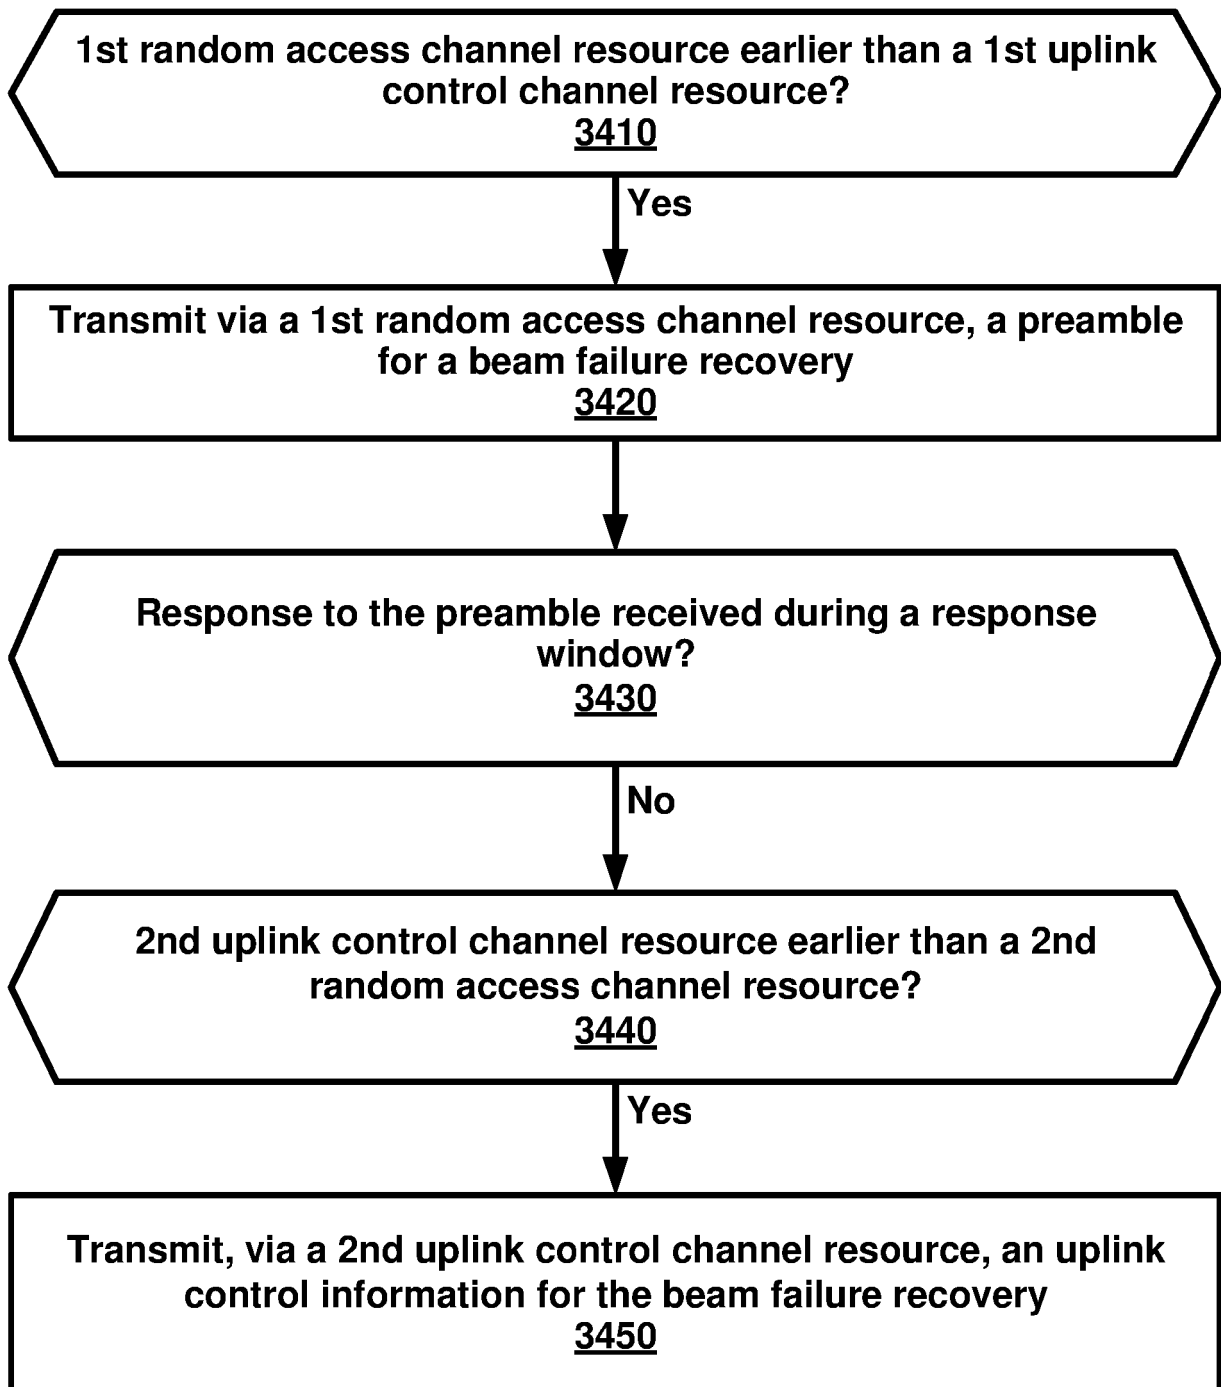 1st random access channel resource earlier than a 1st uplink
control channel resource?
3410
Yes
Transmit via a 1st random access channel resource, a preamble
for a beam failure recovery
3420
Response to the preamble received during a response
window?
3430
No
2nd uplink control channel resource earlier than a 2nd
random access channel resource?
3440
Yes
Transmit, via a 2nd uplink control channel resource, an uplink
control information for the beam failure recovery
3450